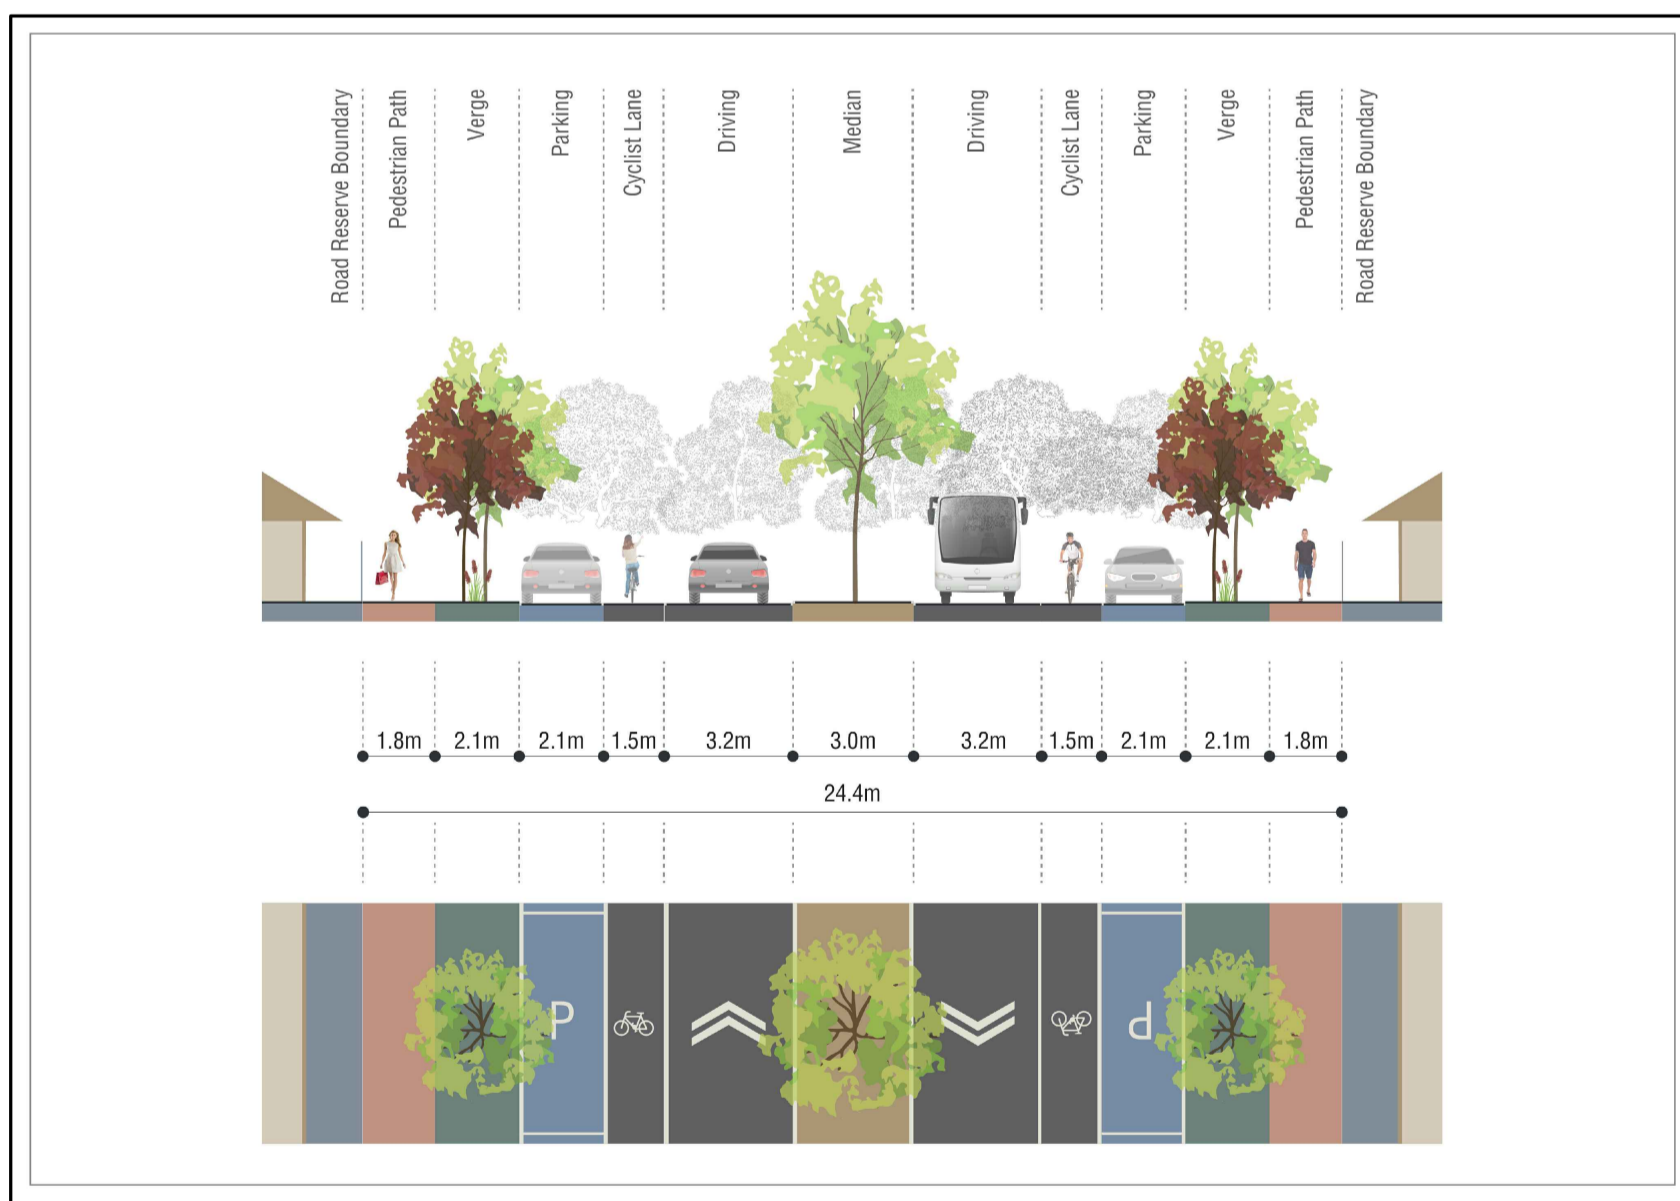 Road Reserve Boundary
Pedestrian Path
Verge
Parking
Cyclist Lane
Driving
Median
Driving
Cyclist Lane
Parking
Verge
Pedestrian Path
Road Reserve Boundary
1.8m
2.1m
2.1m
1.5m
3.2m
3.0m
3.2m
1.5m
2.1m
2.1m
1.8m
24.4m
P
P